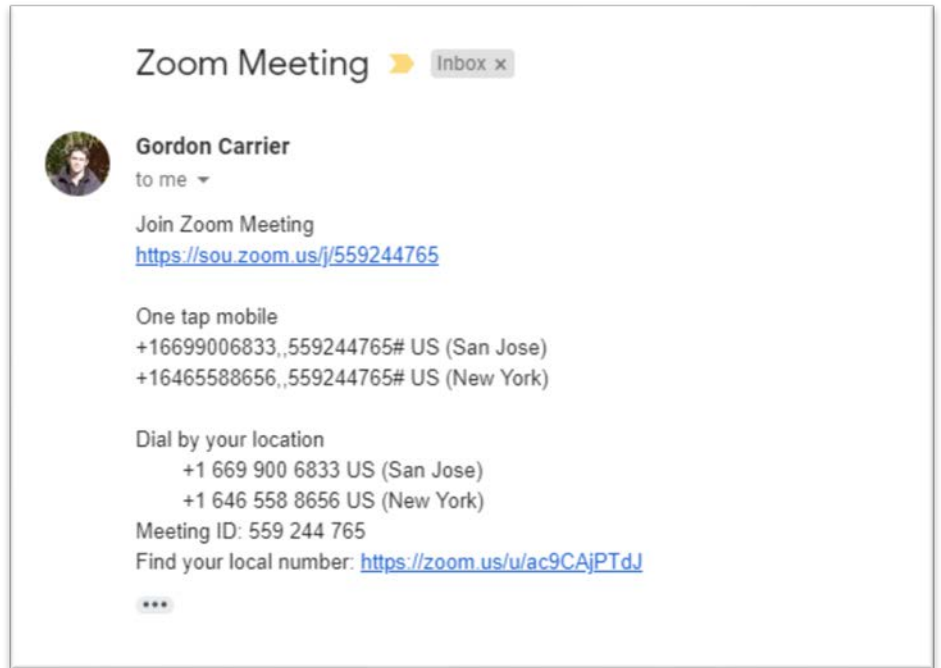 Zoom Meeting Inbox x
Gordon Carrier
to me
Join Zoom Meeting
https://sou.zoom.us/j/559244765
One tap mobile
+16699006833,,559244765# US (San Jose)
+16465588656,,559244765# US (New York)
Dial by your location
+1 669 900 6833 US (San Jose)
+1 646 558 8656 US (New York)
Meeting ID: 559 244 765
Find your local number: https://zoom.us/u/ac9CAjPTdJ